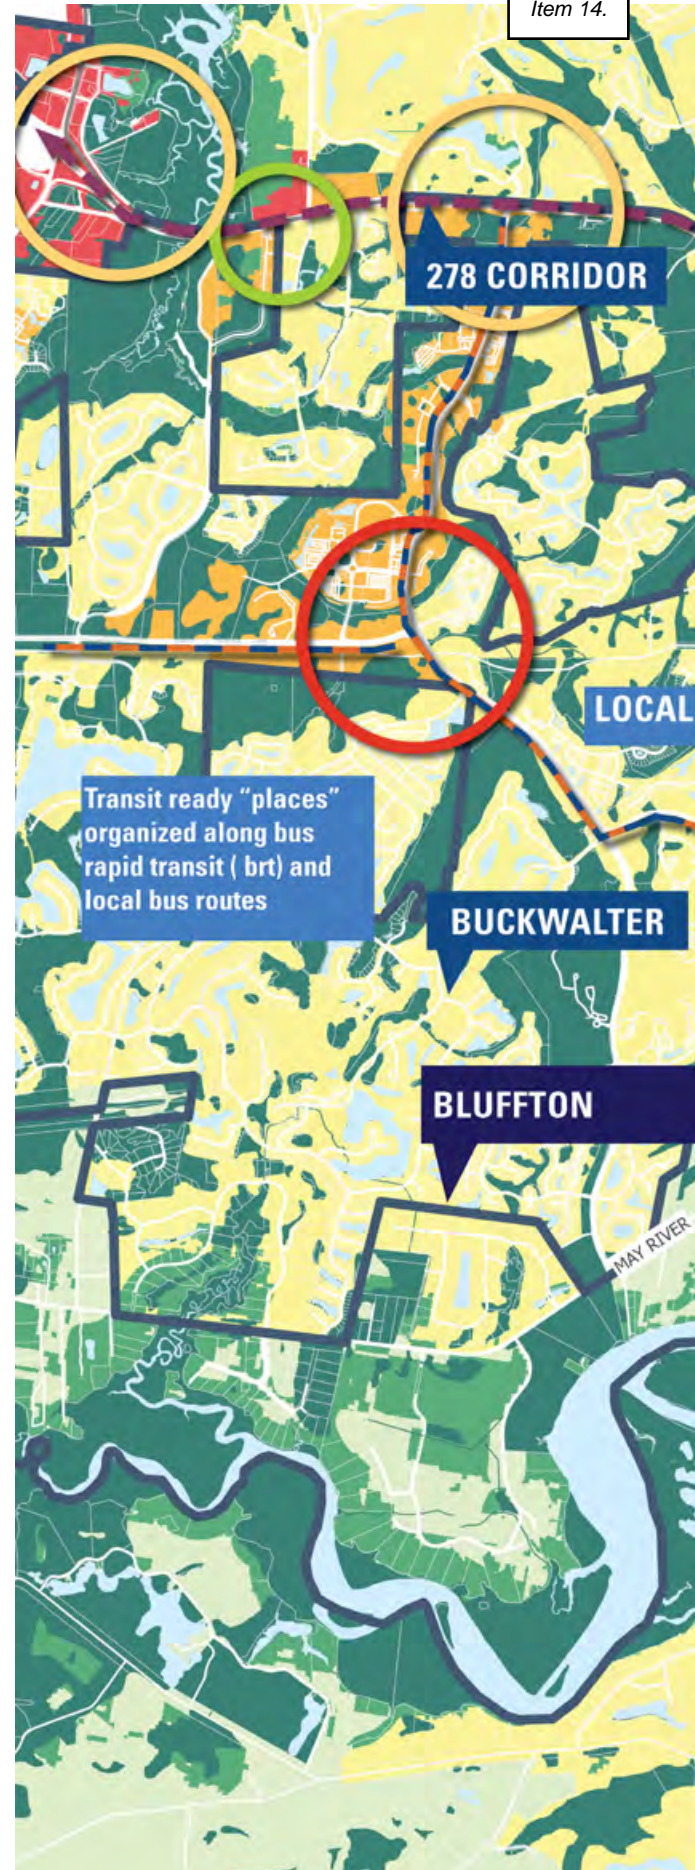 Item 14.
278 CORRIDOR
LOCAL
Transit ready “places”
organized along bus
rapid transit ( brt) and
local bus routes
BUCKWALTER
BLUFFTON
MAY RIVER